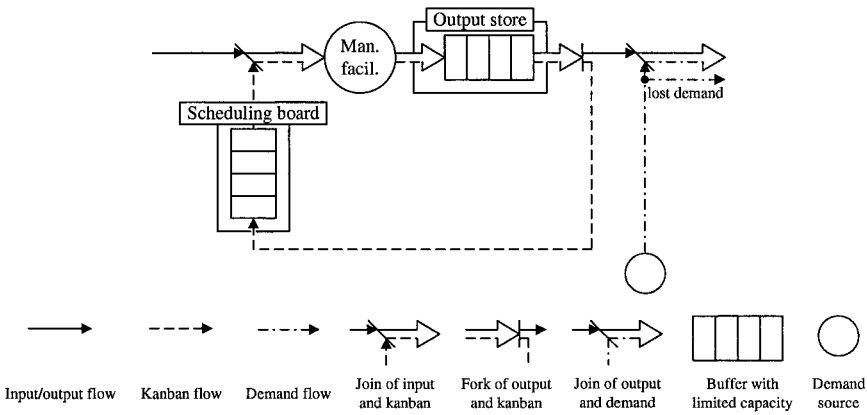 Output store
Man.
facil.
lost demand
Scheduling board
Input/output flow
Kanban flow
Demand flow
Join of input
and kanban
Fork of output
and kanban
Join of output
and demand
Buffer with
limited capacity
Demand
source